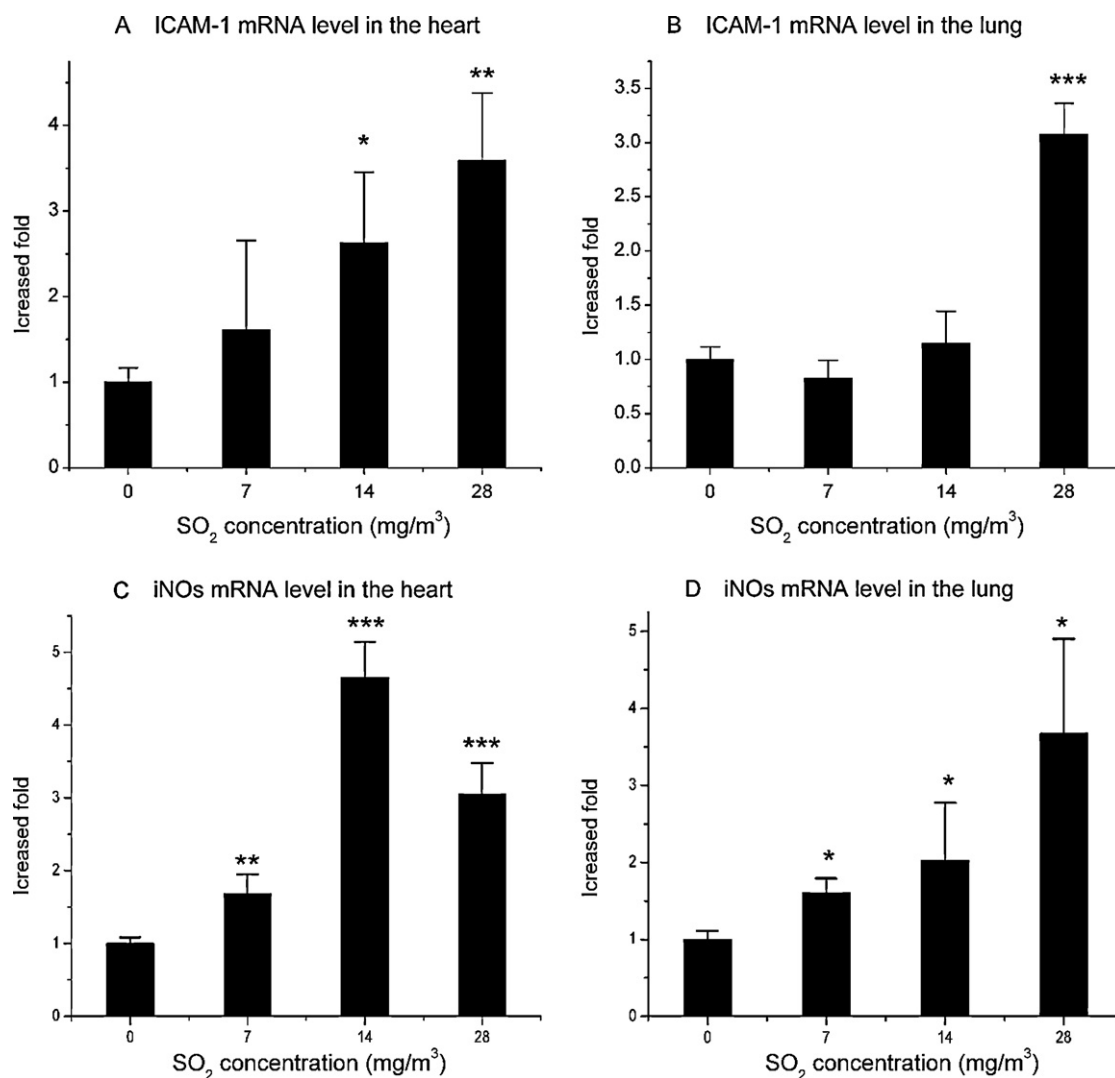 A ICAM-1 mRNA level in the heart
**
*
4
3
2
1
0
Icreased fold
0 7 14 28
SO2 concentration (mg/m3)
B ICAM-1 mRNA level in the lung
***
3.5
3.0
2.5
2.0
1.5
1.0
0.5
0.0
Icreased fold
0 7 14 28
SO2 concentration (mg/m3)
C iNOs mRNA level in the heart
***
***
**
5
4
3
2
1
0
Icreased fold
0 7 14 28
SO2 concentration (mg/m3)
D iNOs mRNA level in the lung
*
*
*
5
4
3
2
1
0
Icreased fold
0 7 14 28
SO2 concentration (mg/m3)